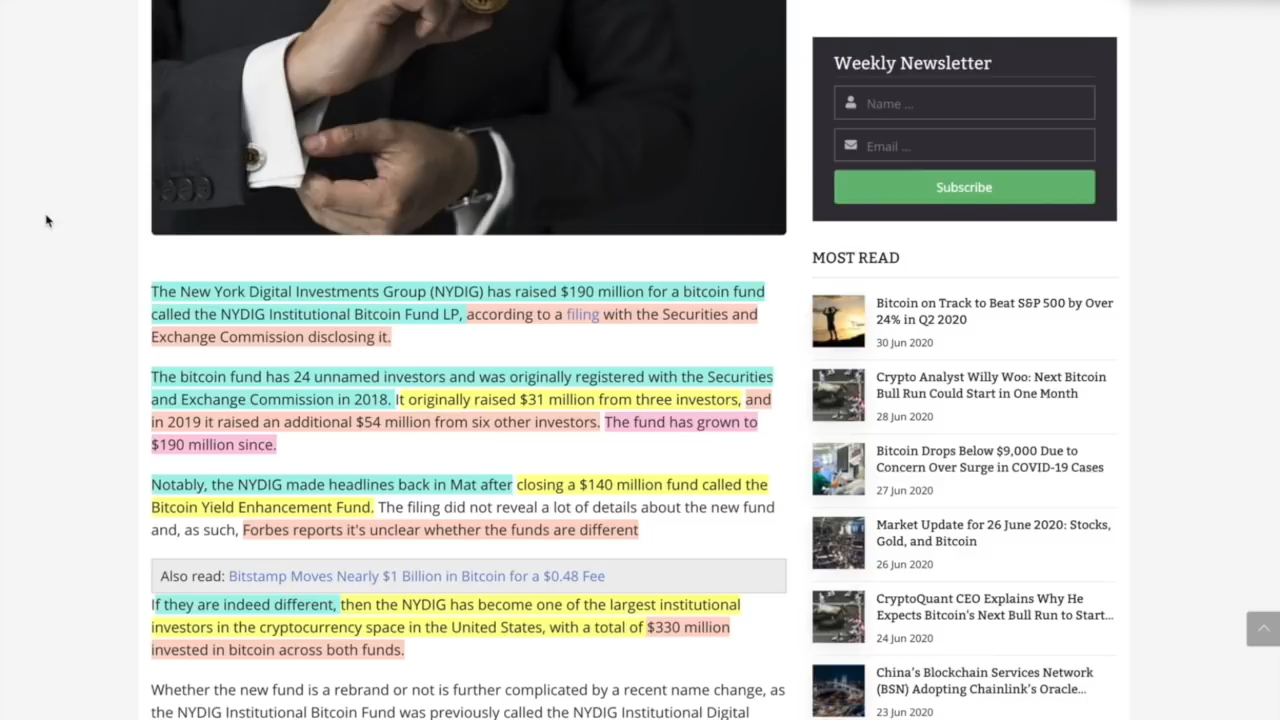 The New York Digital Investments Group (NYDIG) has raised $190 million for a bitcoin fund
called the NYDIG Institutional Bitcoin Fund LP, according to a filing with the Securities and
Exchange Commission disclosing it.
The bitcoin fund has 24 unnamed investors and was originally registered with the Securities
and Exchange Commission in 2018. It originally raised $31 million from three investors, and
in 2019 it raised an additional $54 million from six other investors. The fund has grown to
$190 million since.
Notably, the NYDIG made headlines back in Mat after closing a $140 million fund called the
Bitcoin Yield Enhancement Fund. The filing did not reveal a lot of details about the new fund
and, as such, Forbes reports it's unclear whether the funds are different
Also read: Bitstamp Moves Nearly $1 Billion in Bitcoin for a $0.48 Fee
If they are indeed different, then the NYDIG has become one of the largest institutional
investors in the cryptocurrency space in the United States, with a total of $330 million
invested in bitcoin across both funds.
Whether the new fund is a rebrand or not is further complicated by a recent name change, as
the NYDIG Institutional Bitcoin Fund was previously called the NYDIG Institutional Digital
Weekly Newsletter
Name ...
Email ...
Subscribe
MOST READ
Bitcoin on Track to Beat S&P 500 by Over
24% in Q2 2020
30 Jun 2020
Crypto Analyst Willy Woo: Next Bitcoin
Bull Run Could Start in One Month
28 Jun 2020
Bitcoin Drops Below $9,000 Due to
Concern Over Surge in COVID-19 Cases
27 Jun 2020
Market Update for 26 June 2020: Stocks,
Gold, and Bitcoin
26 Jun 2020
CryptoQuant CEO Explains Why He
Expects Bitcoin's Next Bull Run to Start...
24 Jun 2020
China's Blockchain Services Network
(BSN) Adopting Chainlink's Oracle...
23 Jun 2020